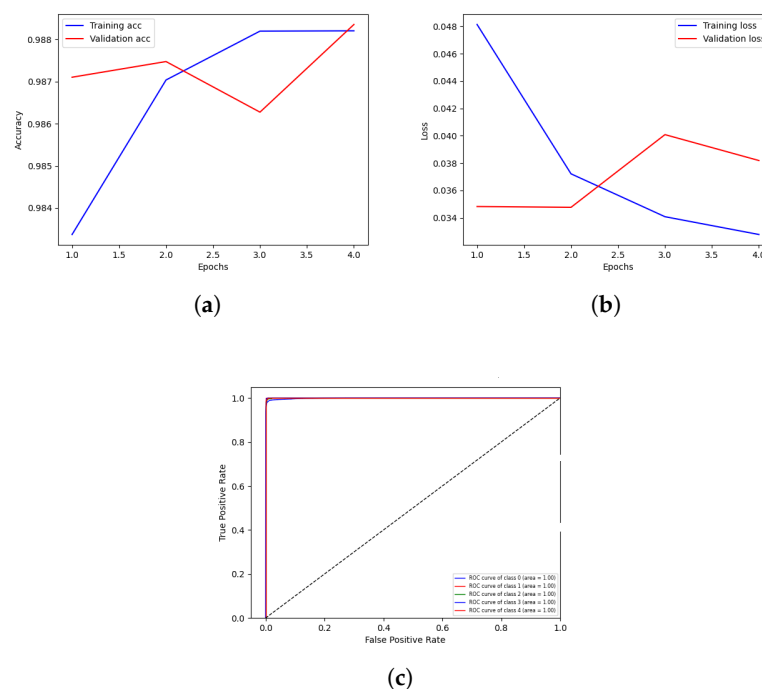 Training acc
Validation acc
0.988
0.987
0.986
0.985
0.984
Accuracy
1.0 1.5 2.0 2.5 3.0 3.5 4.0
Epochs
(a)
Training loss
Validation loss
0.048
0.046
0.044
0.042
0.040
0.038
0.036
0.034
Loss
1.0 1.5 2.0 2.5 3.0 3.5 4.0
Epochs
(b)
1.0
0.8
0.6
0.4
0.2
0.0
True Positive Rate
ROC curve of class 0 (area = 1.00)
ROC curve of class 1 (area = 1.00)
ROC curve of class 2 (area = 1.00)
ROC curve of class 3 (area = 1.00)
ROC curve of class 4 (area = 1.00)
0.0 0.2 0.4 0.6 0.8 1.0
False Positive Rate
(c)